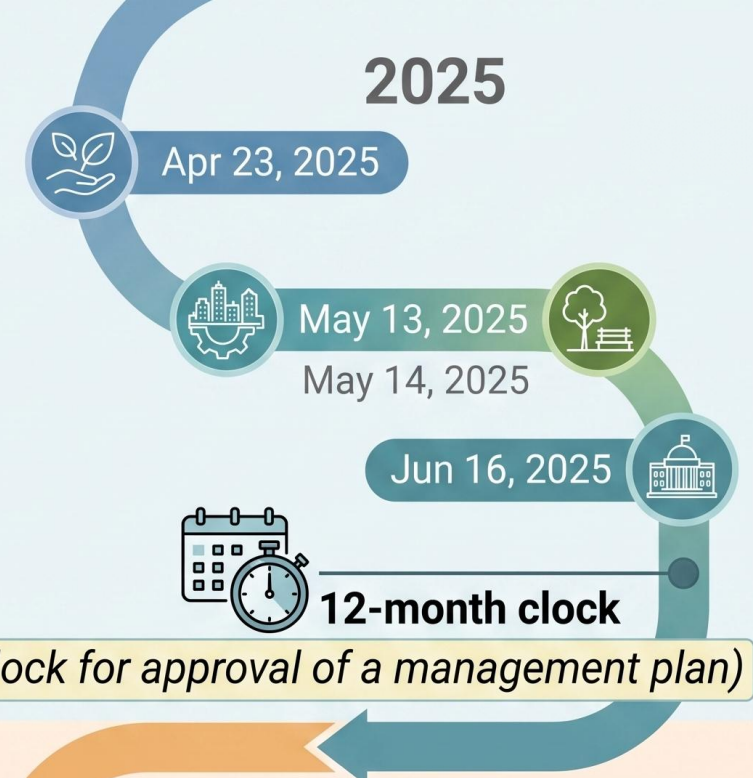 2025
Apr 23, 2025
May 13, 2025
May 14, 2025
Jun 16, 2025
12-month clock
for approval of a management plan)